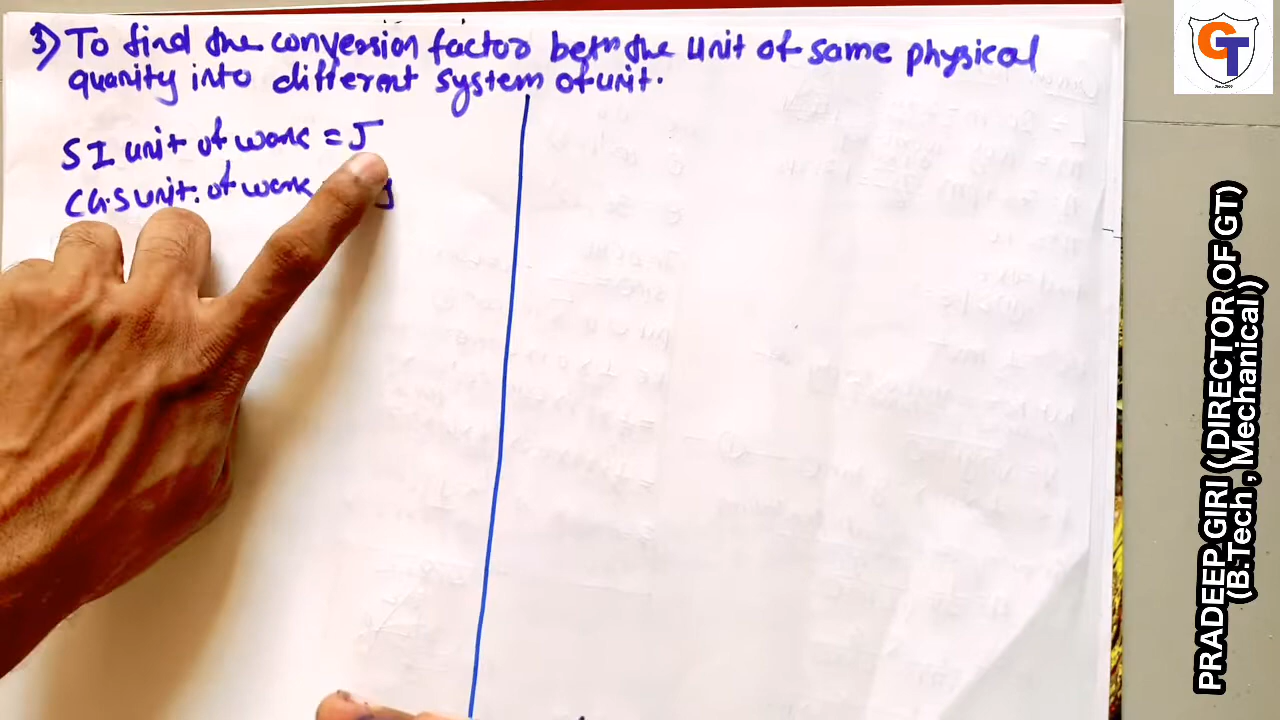 3) To find the conversion factor betn the unit of same physical
quanity into different system of unit.
SI unit of work = J
C.G.S unit. of work
GT
PRADEEP GIRI ( DIRECTOR OF GT)
(B.Tech , Mechanical )